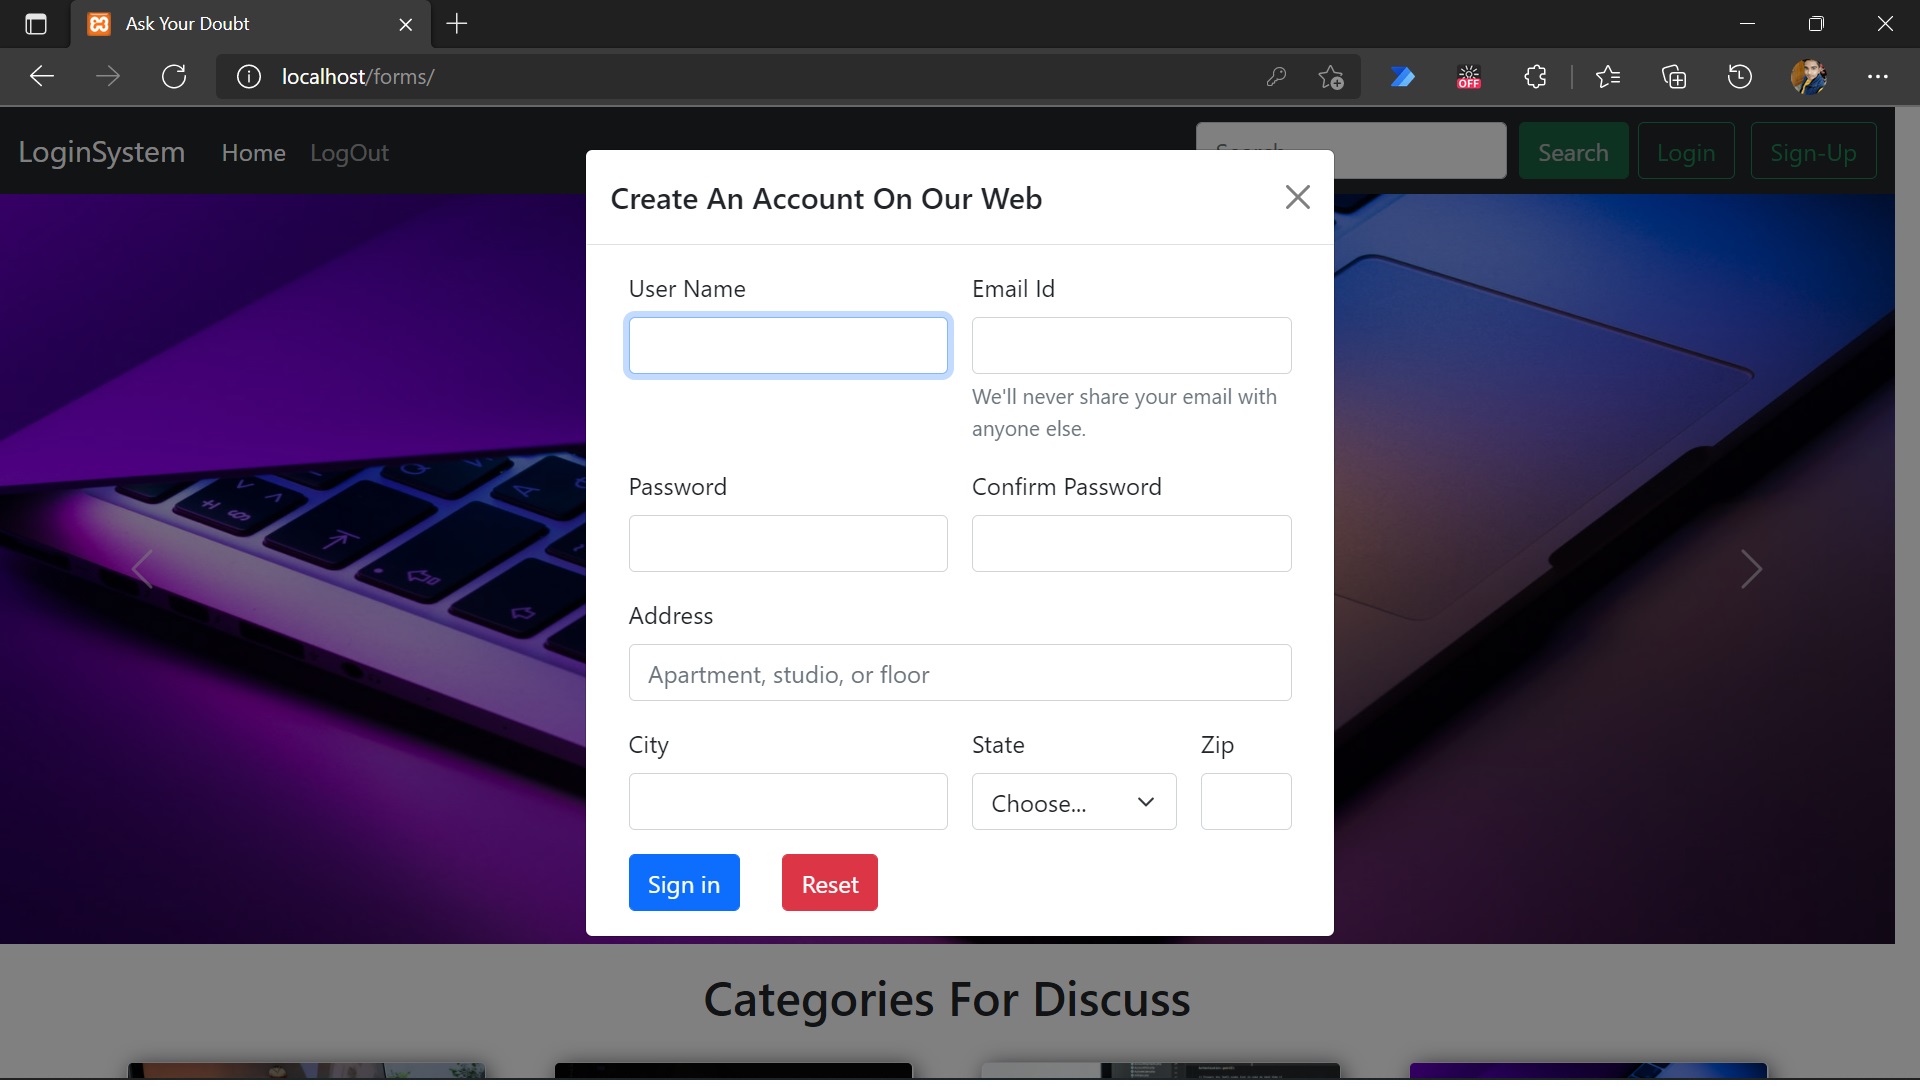 Ask Your Doubt
localhost/forms/
OFF
LoginSystem Home LogOut Search Login Sign-Up
Create An Account On Our Web
User Name Email Id
We'll never share your email with
anyone else.
Password Confirm Password
Address
Apartment, studio, or floor
City State Zip
Choose...
Sign in Reset
Categories For Discuss